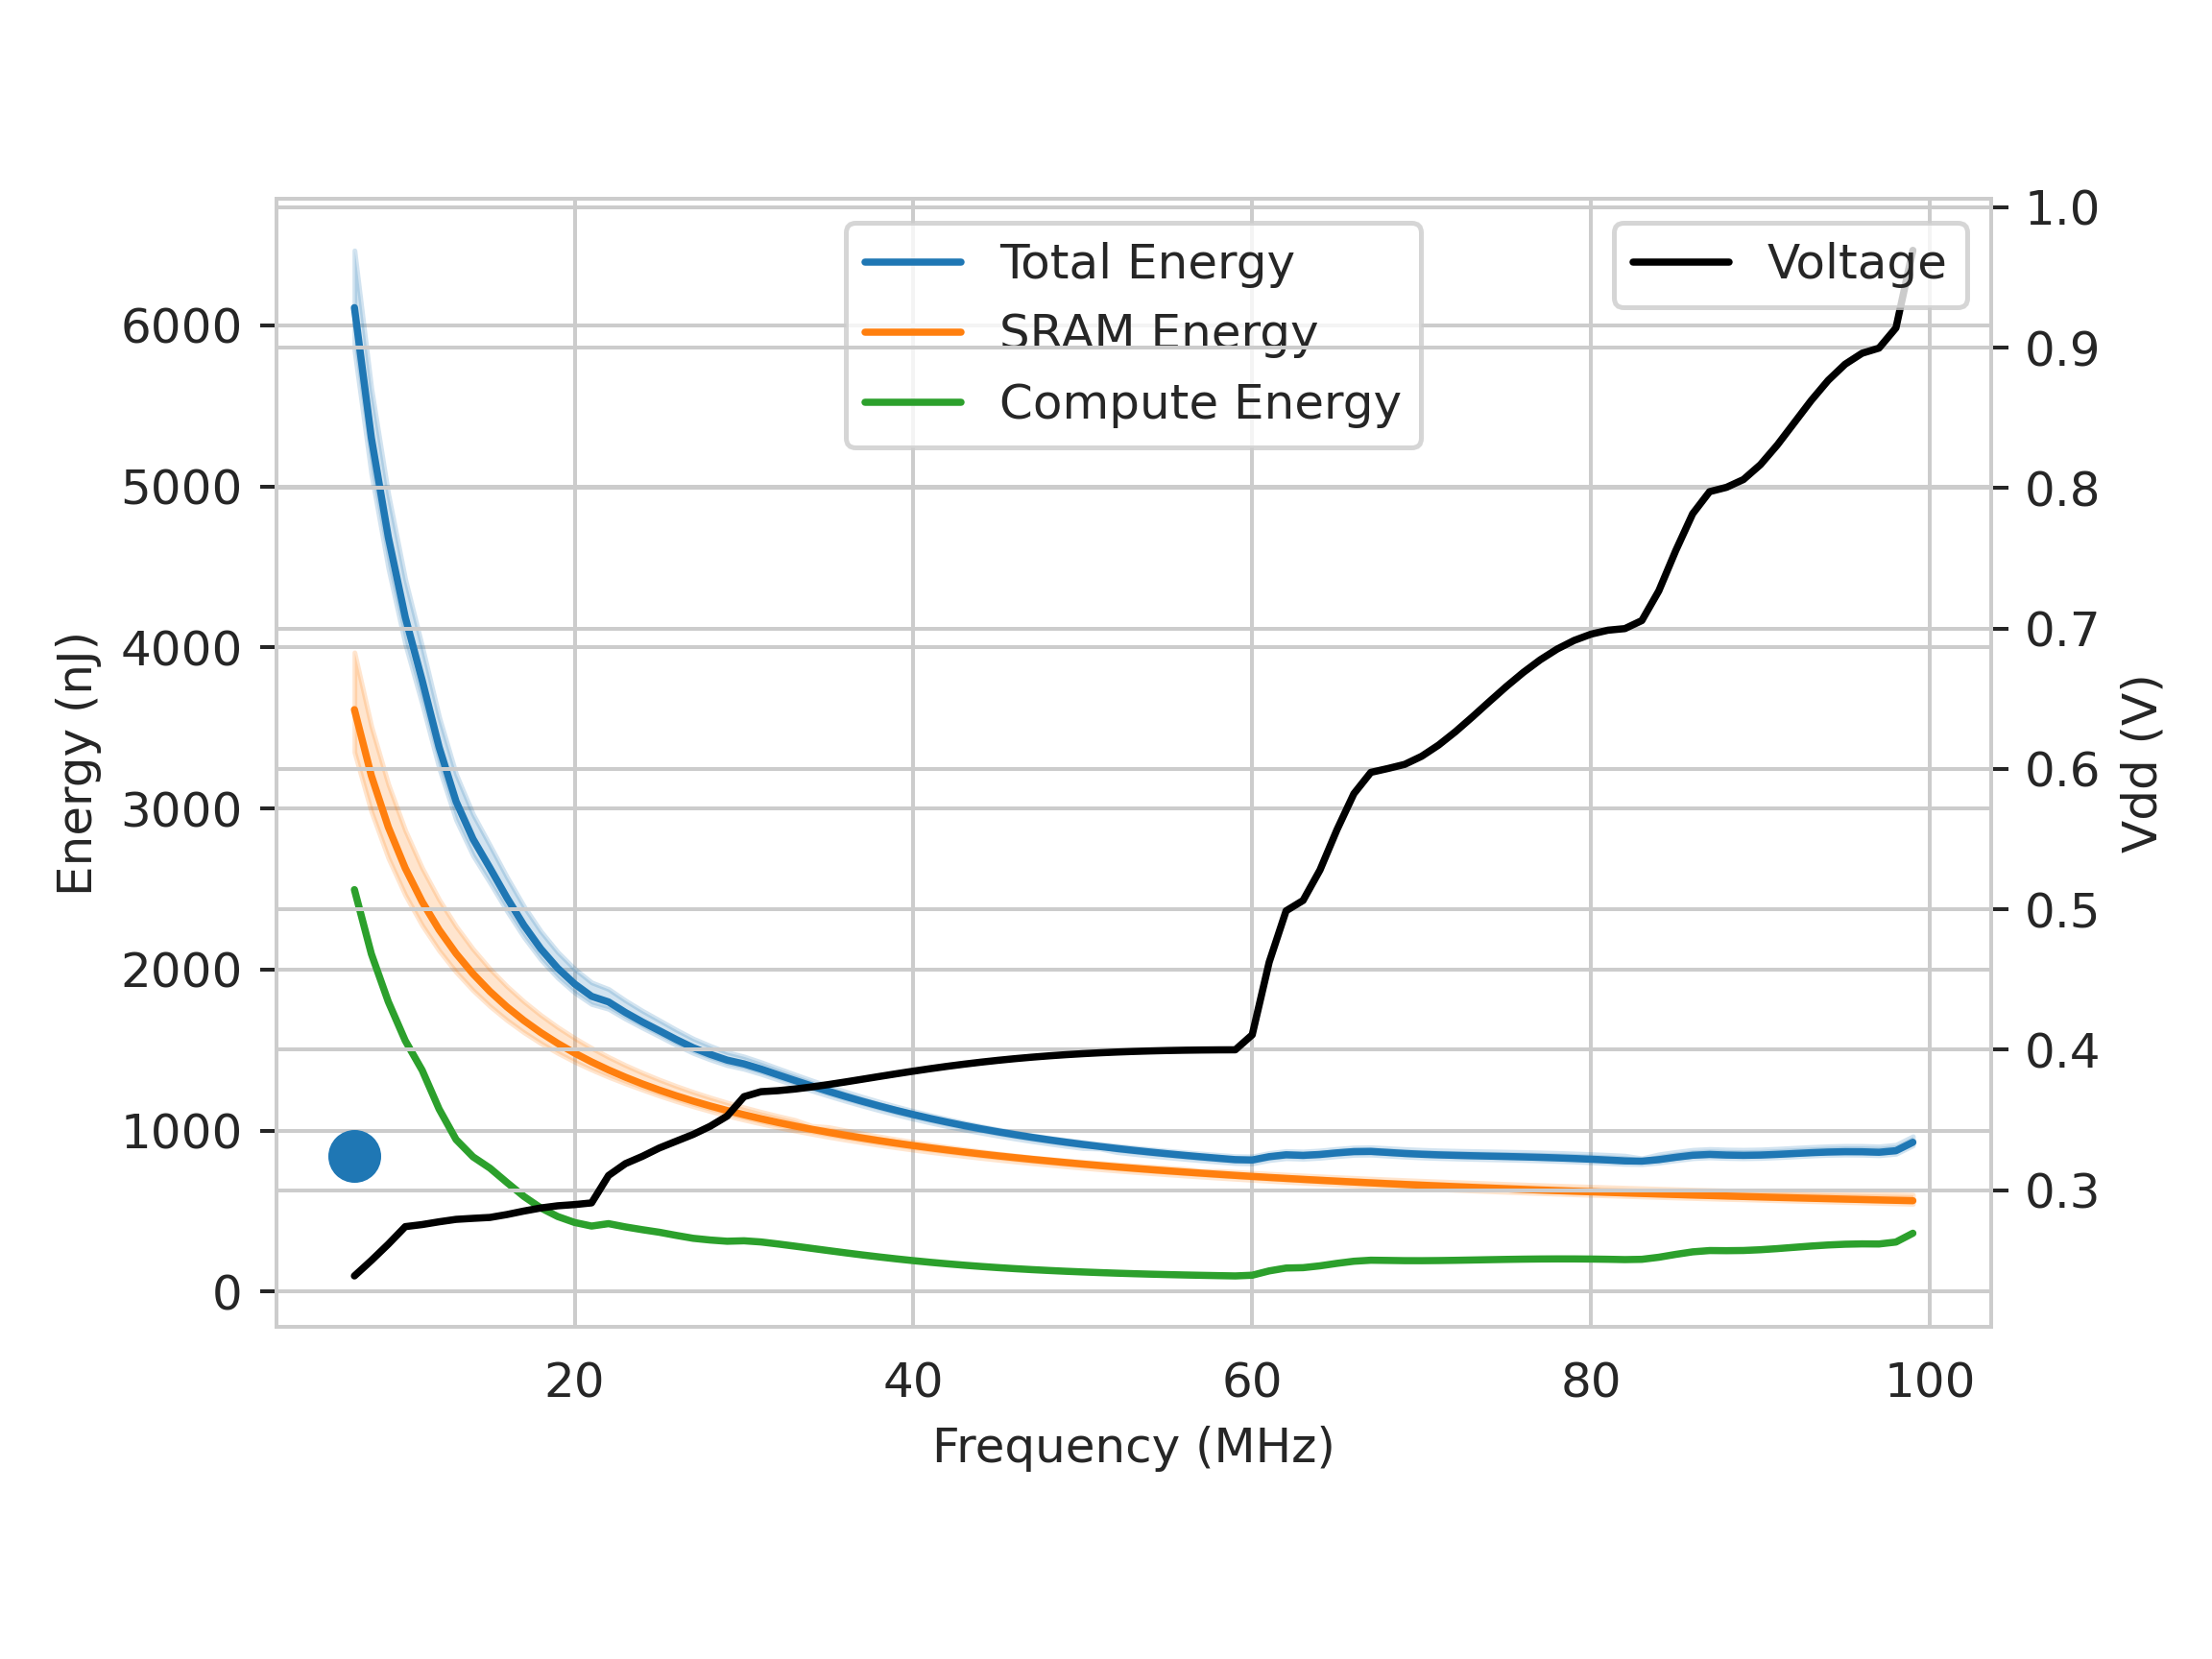 Total Energy
SRAM Energy
Compute Energy
Voltage
Energy (nJ)
6000
5000
4000
3000
2000
1000
0
1.0
0.9
0.8
0.7
0.6
0.5
0.4
0.3
Vdd (V)
20 40 60 80 100
Frequency (MHz)